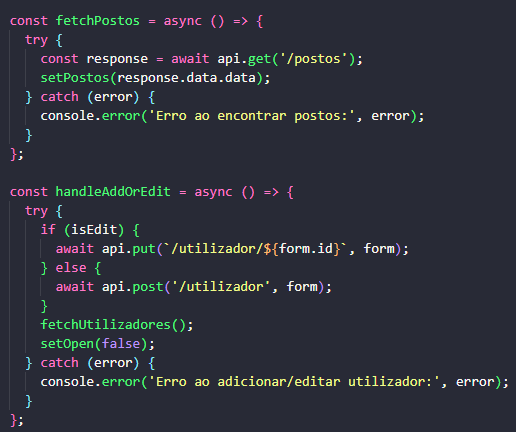 const fetchPostos = async () => {
  try {
    const response = await api.get('/postos');
    setPostos(response.data.data);
  } catch (error) {
    console.error('Erro ao encontrar postos:', error);
  }
};

const handleAddOrEdit = async () => {
  try {
    if (isEdit) {
      await api.put(`/utilizador/${form.id}`, form);
    } else {
      await api.post('/utilizador', form);
    }
    fetchUtilizadores();
    setOpen(false);
  } catch (error) {
    console.error('Erro ao adicionar/editar utilizador:', error);
  }
};